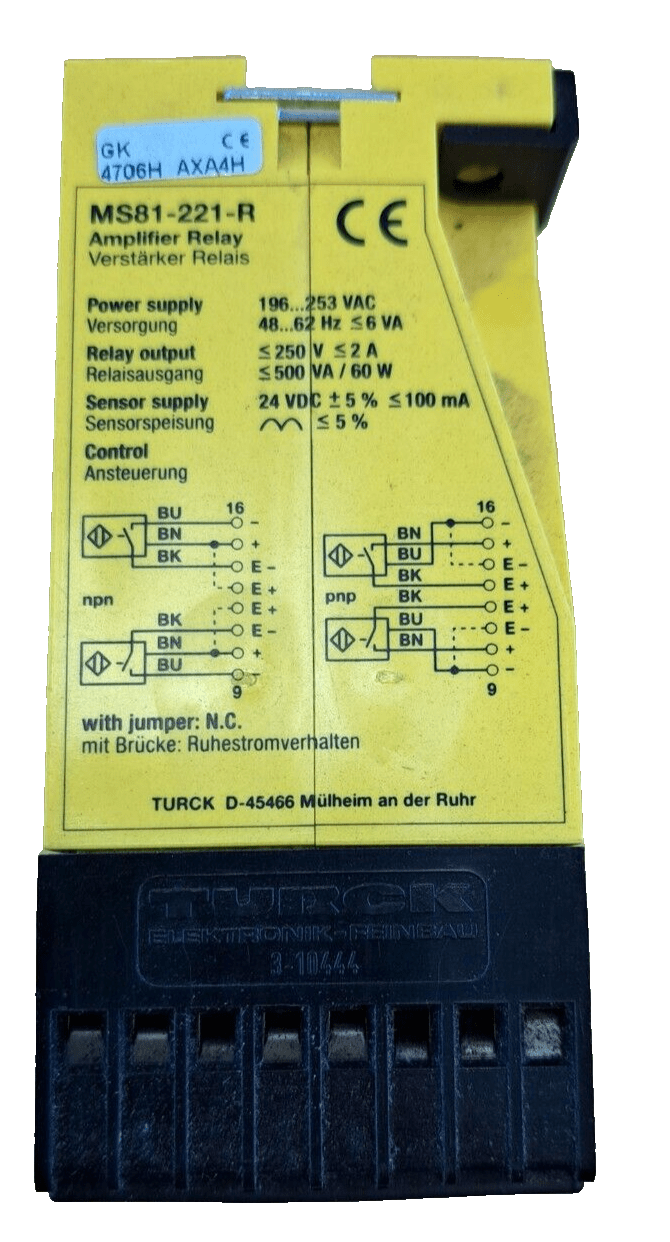 GK CE
4706H AXA4H
MS81-221-R CE
Amplifier Relay
Verstärker Relais
Power supply 196...253 VAC
Versorgung 48...62 Hz ≤6 VA
Relay output ≤250 V ≤2 A
Relaisausgang ≤500 VA / 60 W
Sensor supply 24 VDC ±5 % ≤100 mA
Sensorspeisung ≤5 %
Control
Ansteuerung
BU 16 -
BN +
BK E-
E+
npn
E+
BK E-
BN +
BU -
9
16
BN -
BU +
BK E-
E+
pnp
BK E+
BU E-
BN +
-
9
with jumper: N.C.
mit Brücke: Ruhestromverhalten
TURCK D-45466 Mülheim an der Ruhr
TURCK
ELEKTRONIK-FEINBAU
3-10444